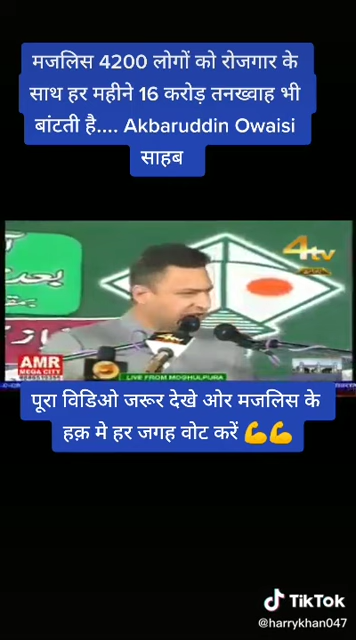 मजलिस 4200 लोगों को रोजगार के
साथ हर महीने 16 करोड़ तनख्वाह भी
बांटती है.... Akbaruddin Owaisi
साहब
4tv
AMR
MEGA CITY
LIVE FROM MOGHULPURA
पूरा विडिओ जरूर देखे ओर मजलिस के
हक़ मे हर जगह वोट करें 💪💪
TikTok
@harrykhan047